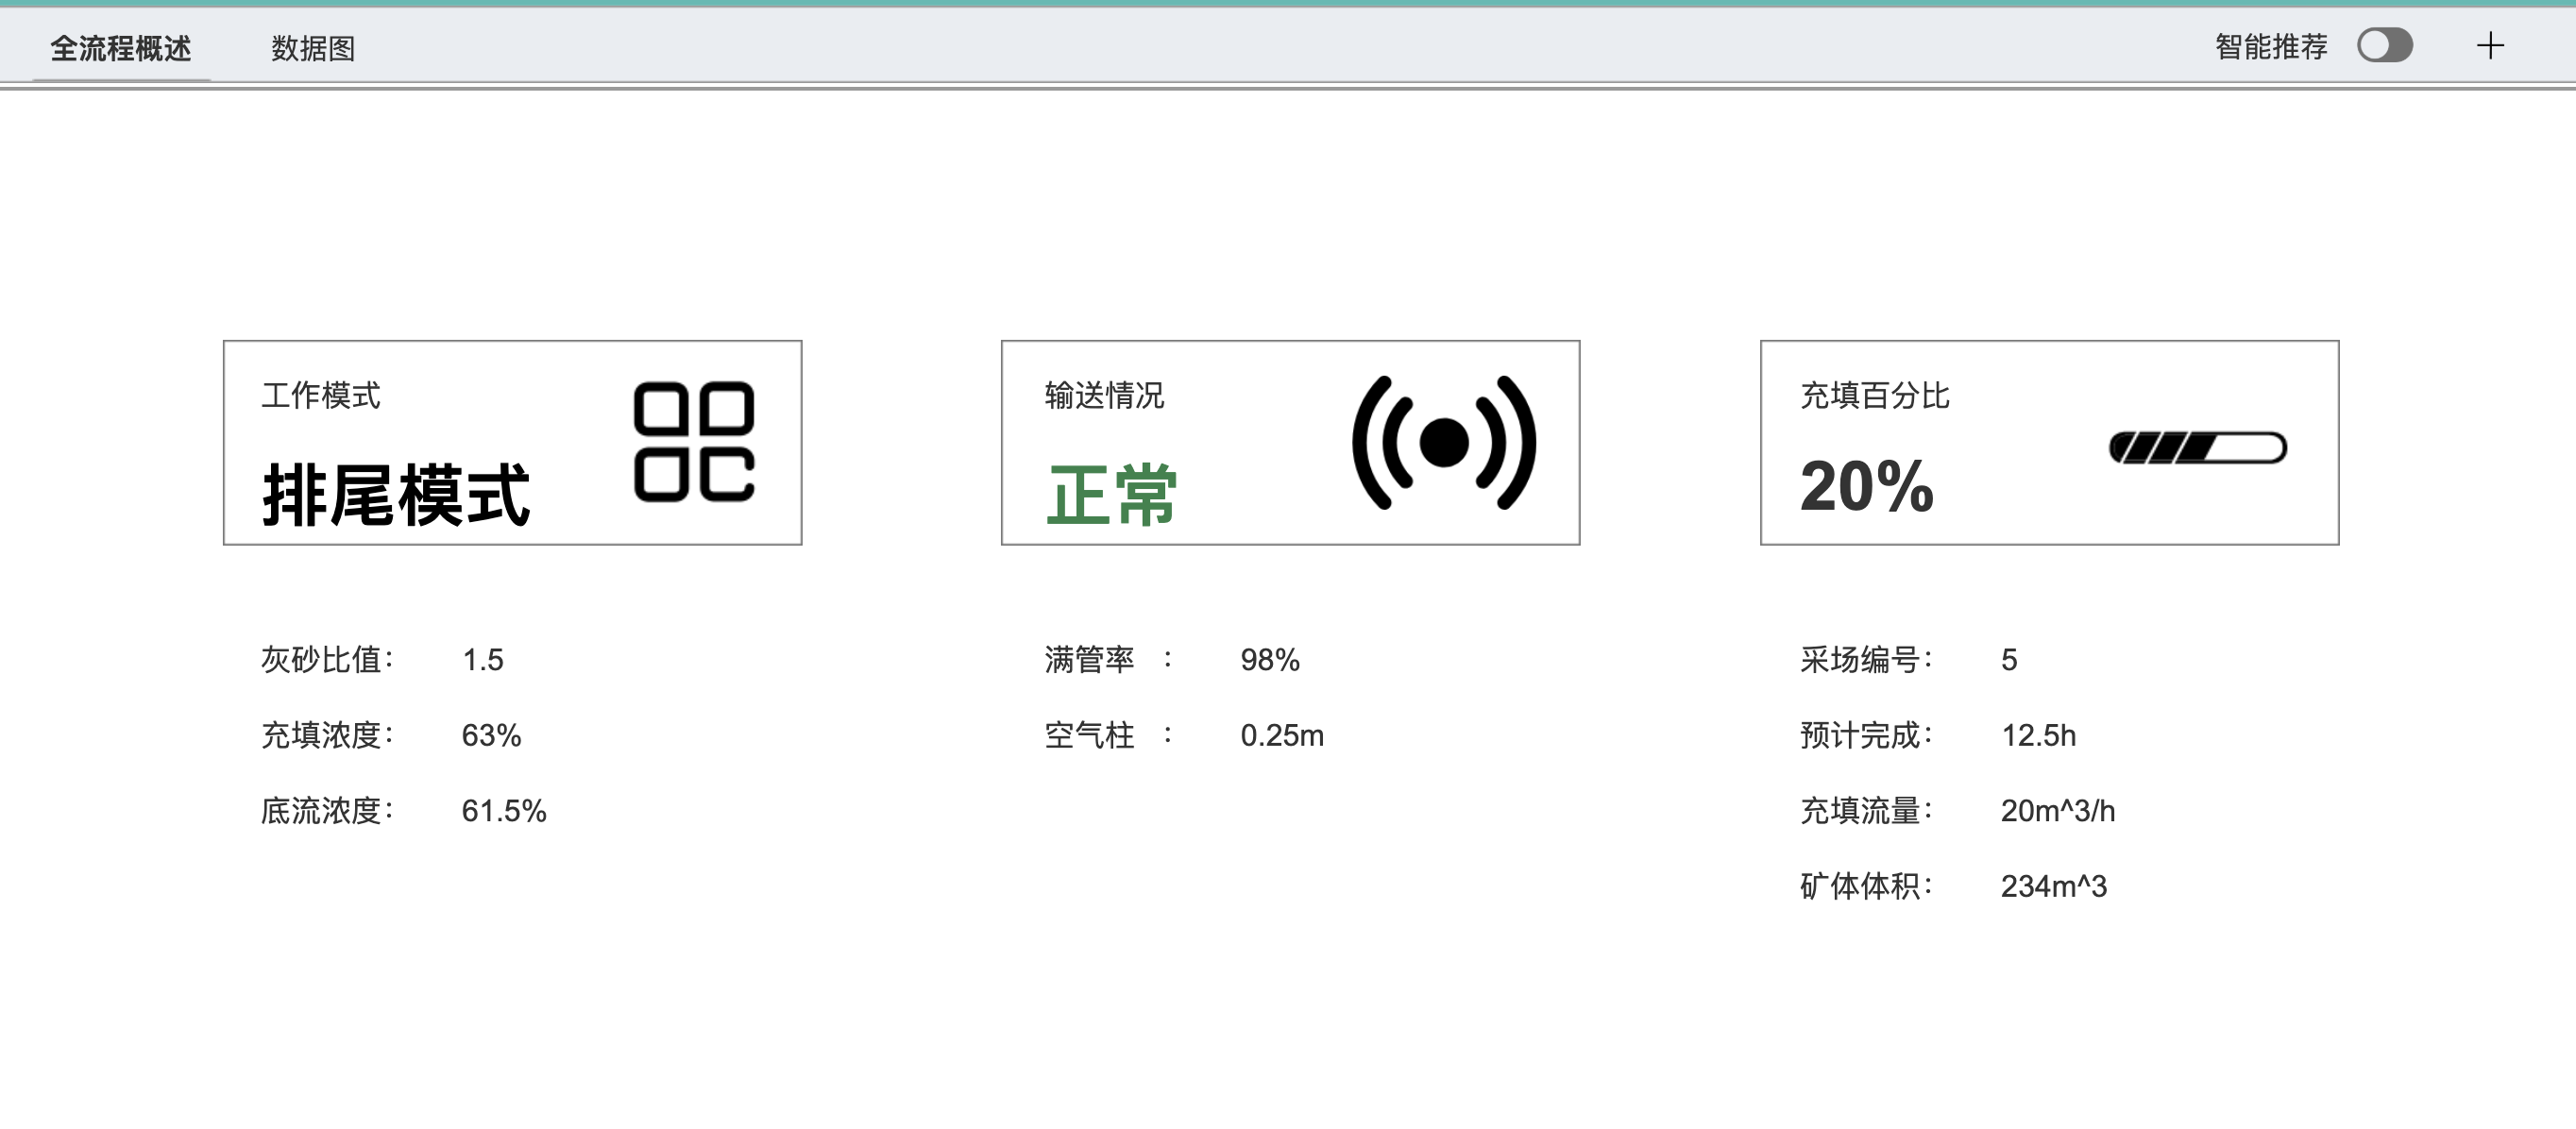 全流程概述 数据图 智能推荐
工作模式
排尾模式
灰砂比值： 1.5
充填浓度： 63%
底流浓度： 61.5%
输送情况
正常
满管率 ： 98%
空气柱 ： 0.25m
充填百分比
20%
采场编号： 5
预计完成： 12.5h
充填流量： 20m^3/h
矿体体积： 234m^3